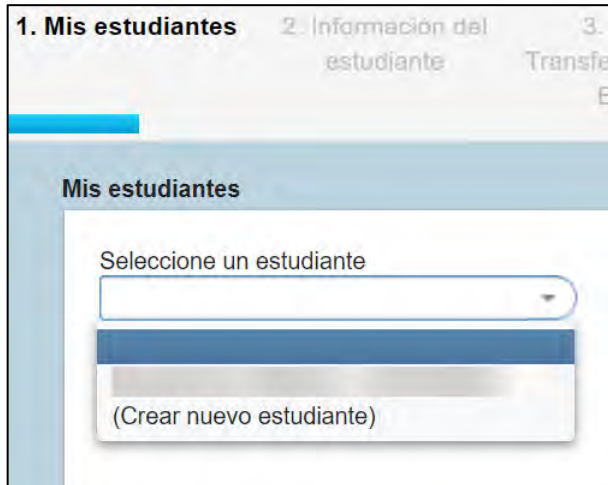 1. Mis estudiantes
2. Información del
estudiante
3.
Transfe
E
Mis estudiantes
Seleccione un estudiante
(Crear nuevo estudiante)